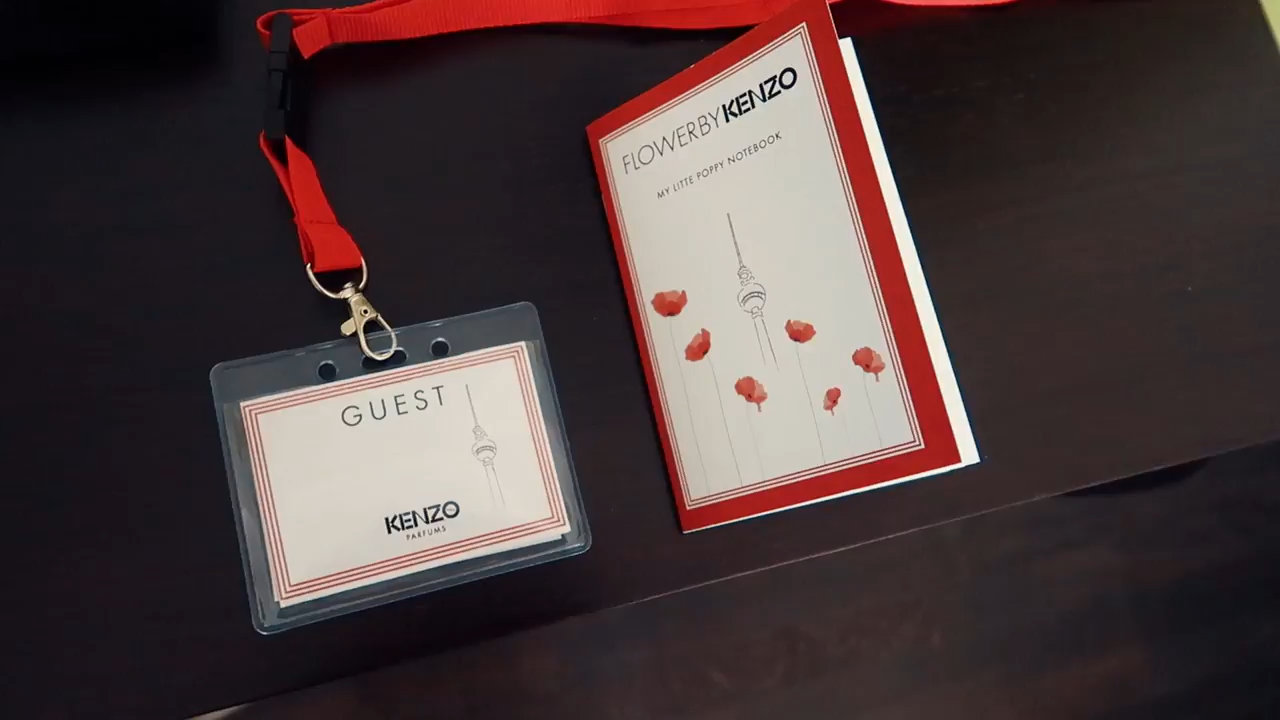 FLOWERBYKENZO
MY LITTE POPPY NOTEBOOK
GUEST
KENZO
PARFUMS